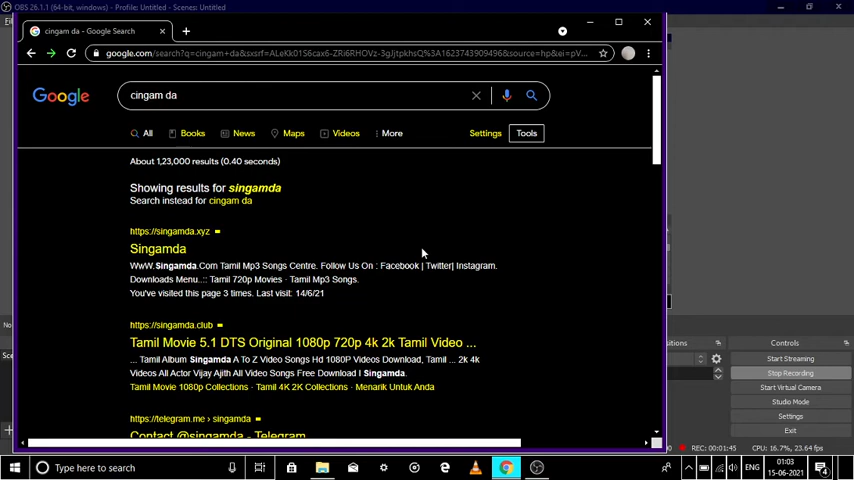 OBS 26.1.1 (64-bit, windows) - Profile: Untitled - Scenes: Untitled
cingam da - Google Search
google.com/search?q=cingam+da&sxsrf=ALeKk01S6cax6-ZRi6RHOVz-3gJjtpkhsQ%3A1623743909496&source=hp&ei=pV...
Google
cingam da
All Books News Maps Videos More Settings Tools
About 1,23,000 results (0.40 seconds)
Showing results for singamda
Search instead for cingam da
https://singamda.xyz
Singamda
WwW.Singamda.Com Tamil Mp3 Songs Centre. Follow Us On : Facebook | Twitter| Instagram.
Downloads Menu..:: Tamil 720p Movies · Tamil Mp3 Songs.
You've visited this page 3 times. Last visit: 14/6/21
https://singamda.club
Tamil Movie 5.1 DTS Original 1080p 720p 4k 2k Tamil Video ...
... Tamil Album Singamda A To Z Video Songs Hd 1080P Videos Download, Tamil ... 2k 4k
Videos All Actor Vijay Ajith All Video Songs Free Download I Singamda.
Tamil Movie 1080p Collections · Tamil 4K 2K Collections · Menarik Untuk Anda
https://telegram.me › singamda
Contact @singamda - Telegram
Controls
Start Streaming
Stop Recording
Start Virtual Camera
Studio Mode
Settings
Exit
REC: 00:01:45 CPU: 16.7%, 23.64 fps
Type here to search
ENG
01:03
15-06-2021
4